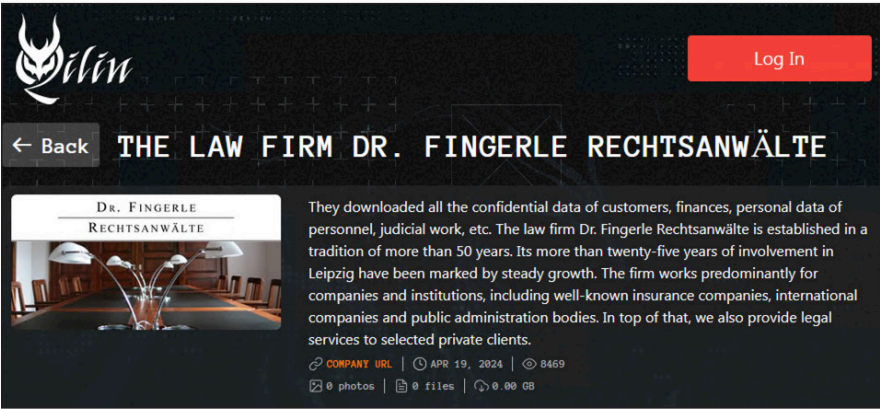 Qilin
Log In
← Back
THE LAW FIRM DR. FINGERLE RECHTSANWÄLTE
DR. FINGERLE
RECHTSANWÄLTE
They downloaded all the confidential data of customers, finances, personal data of
personnel, judicial work, etc. The law firm Dr. Fingerle Rechtsanwälte is established in a
tradition of more than 50 years. Its more than twenty-five years of involvement in
Leipzig have been marked by steady growth. The firm works predominantly for
companies and institutions, including well-known insurance companies, international
companies and public administration bodies. In top of that, we also provide legal
services to selected private clients.
COMPANY URL | APR 19, 2024 | 8469
0 photos | 0 files | 0.00 GB